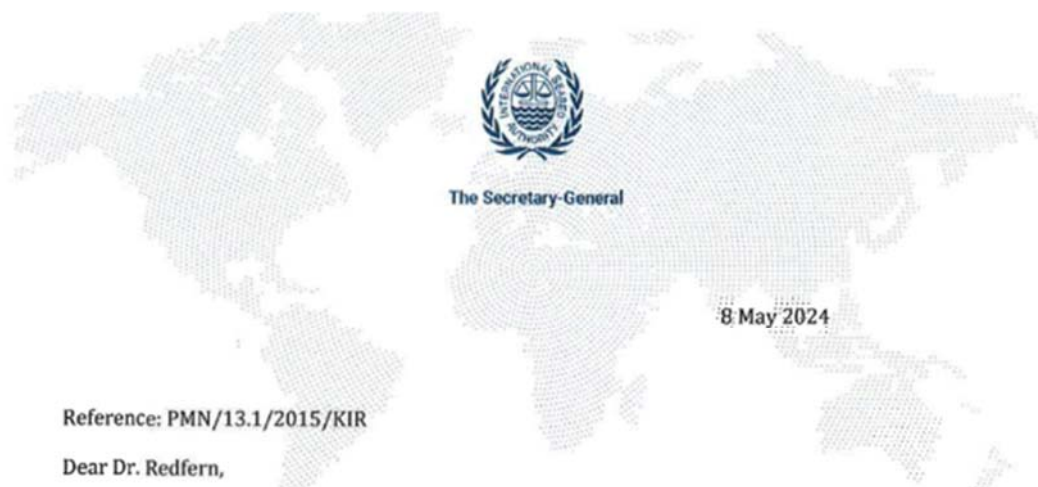 INTERNATIONAL SEABED AUTHORITY
The Secretary-General
8 May 2024
Reference: PMN/13.1/2015/KIR
Dear Dr. Redfern,